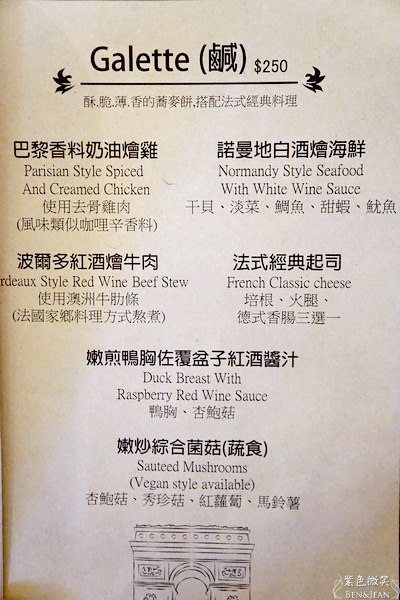 Galette (鹹) $250
酥.脆.薄.香的蕎麥餅,搭配法式經典料理
巴黎香料奶油燴雞
Parisian Style Spiced
And Creamed Chicken
使用去骨雞肉
(風味類似咖哩辛香料)
諾曼地白酒燴海鮮
Normandy Style Seafood
With White Wine Sauce
干貝、淡菜、鯛魚、甜蝦、魷魚
波爾多紅酒燴牛肉
rdeaux Style Red Wine Beef Stew
使用澳洲牛肋條
(法國家鄉料理方式熬煮)
法式經典起司
French Classic cheese
培根、火腿、
德式香腸三選一
嫩煎鴨胸佐覆盆子紅酒醬汁
Duck Breast With
Raspberry Red Wine Sauce
鴨胸、杏鮑菇
嫩炒綜合菌菇(蔬食)
Sauteed Mushrooms
(Vegan style available)
杏鮑菇、秀珍菇、紅蘿蔔、馬鈴薯
紫色微笑
BEN&JEAN